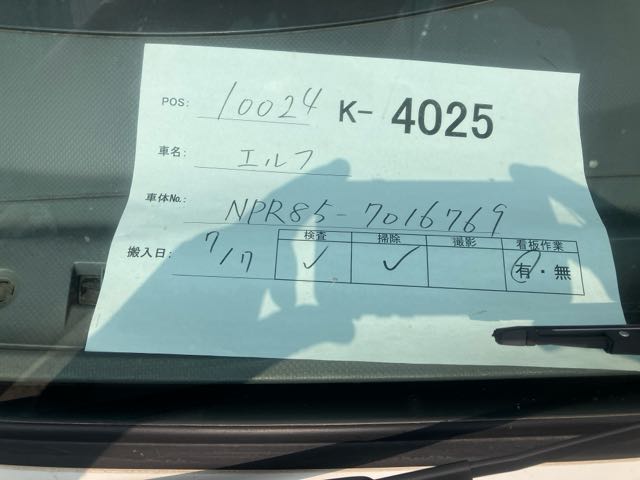 POS: 10024 K- 4025
車名: エルフ
車体No. NPR85-7016769
搬入日: 7/17
検査 掃除 撮影 看板作業
✓ ✓ 有・無